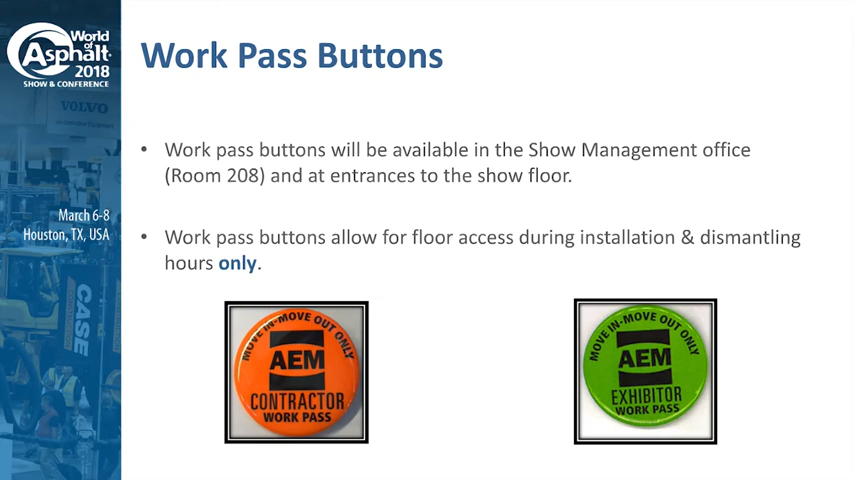 World
of
Asphalt
2018
SHOW & CONFERENCE
VOLVO
March 6-8
Houston, TX, USA
CASE
Work Pass Buttons
• Work pass buttons will be available in the Show Management office
(Room 208) and at entrances to the show floor.
• Work pass buttons allow for floor access during installation & dismantling
hours only.
MOVE IN-MOVE OUT ONLY
AEM
CONTRACTOR
WORK PASS
MOVE IN-MOVE OUT ONLY
AEM
EXHIBITOR
WORK PASS